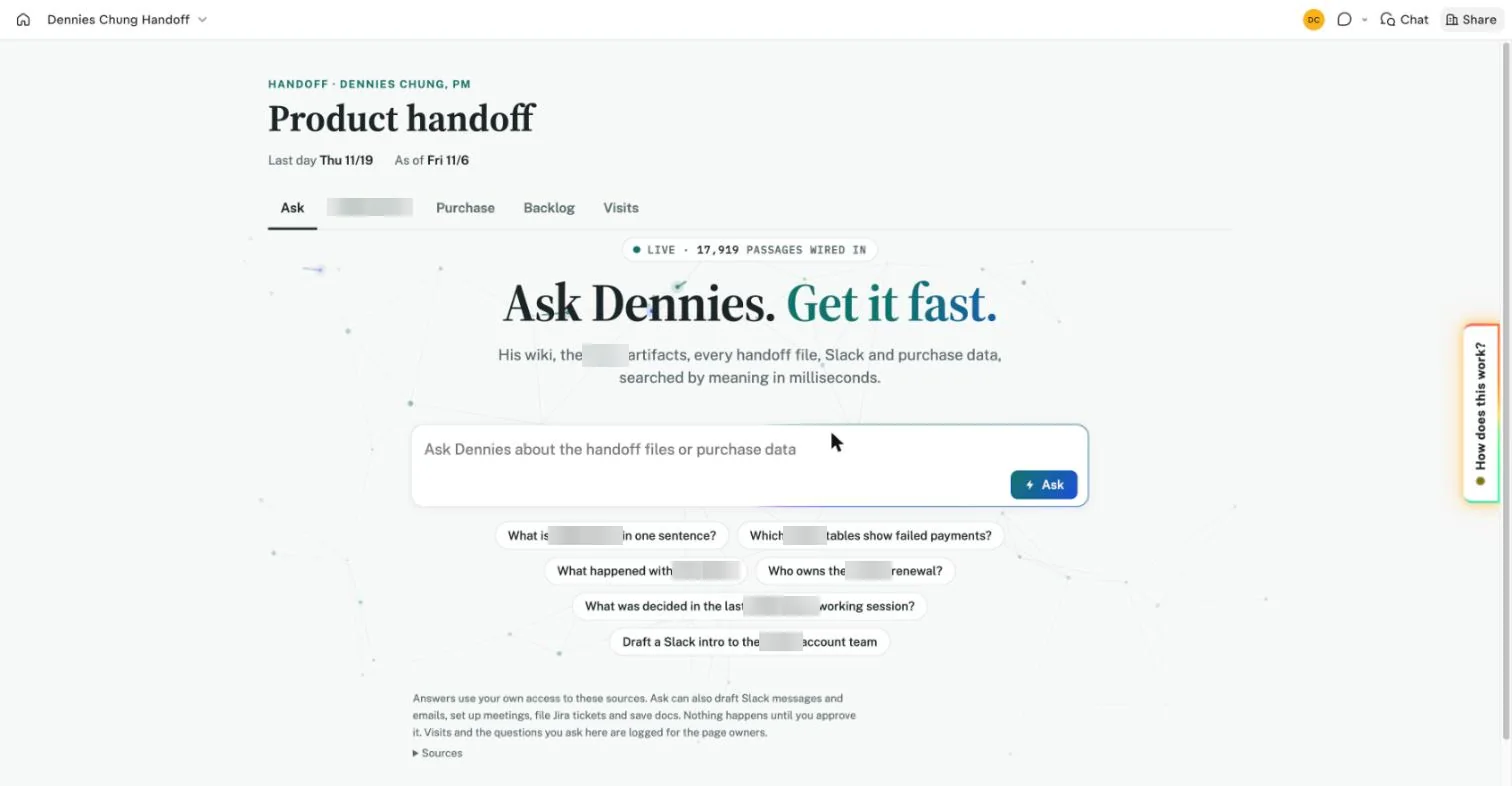 Dennies Chung Handoff
DC
Chat
Share
HANDOFF · DENNIES CHUNG, PM
Product handoff
Last day Thu 11/19 As of Fri 11/6
Ask
Purchase
Backlog
Visits
LIVE · 17,919 PASSAGES WIRED IN
Ask Dennies. Get it fast.
His wiki, the artifacts, every handoff file, Slack and purchase data,
searched by meaning in milliseconds.
Ask Dennies about the handoff files or purchase data
Ask
What is in one sentence?
Which tables show failed payments?
What happened with
Who owns the renewal?
What was decided in the last working session?
Draft a Slack intro to the account team
Answers use your own access to these sources. Ask can also draft Slack messages and
emails, set up meetings, file Jira tickets and save docs. Nothing happens until you approve
it. Visits and the questions you ask here are logged for the page owners.
Sources
How does this work?